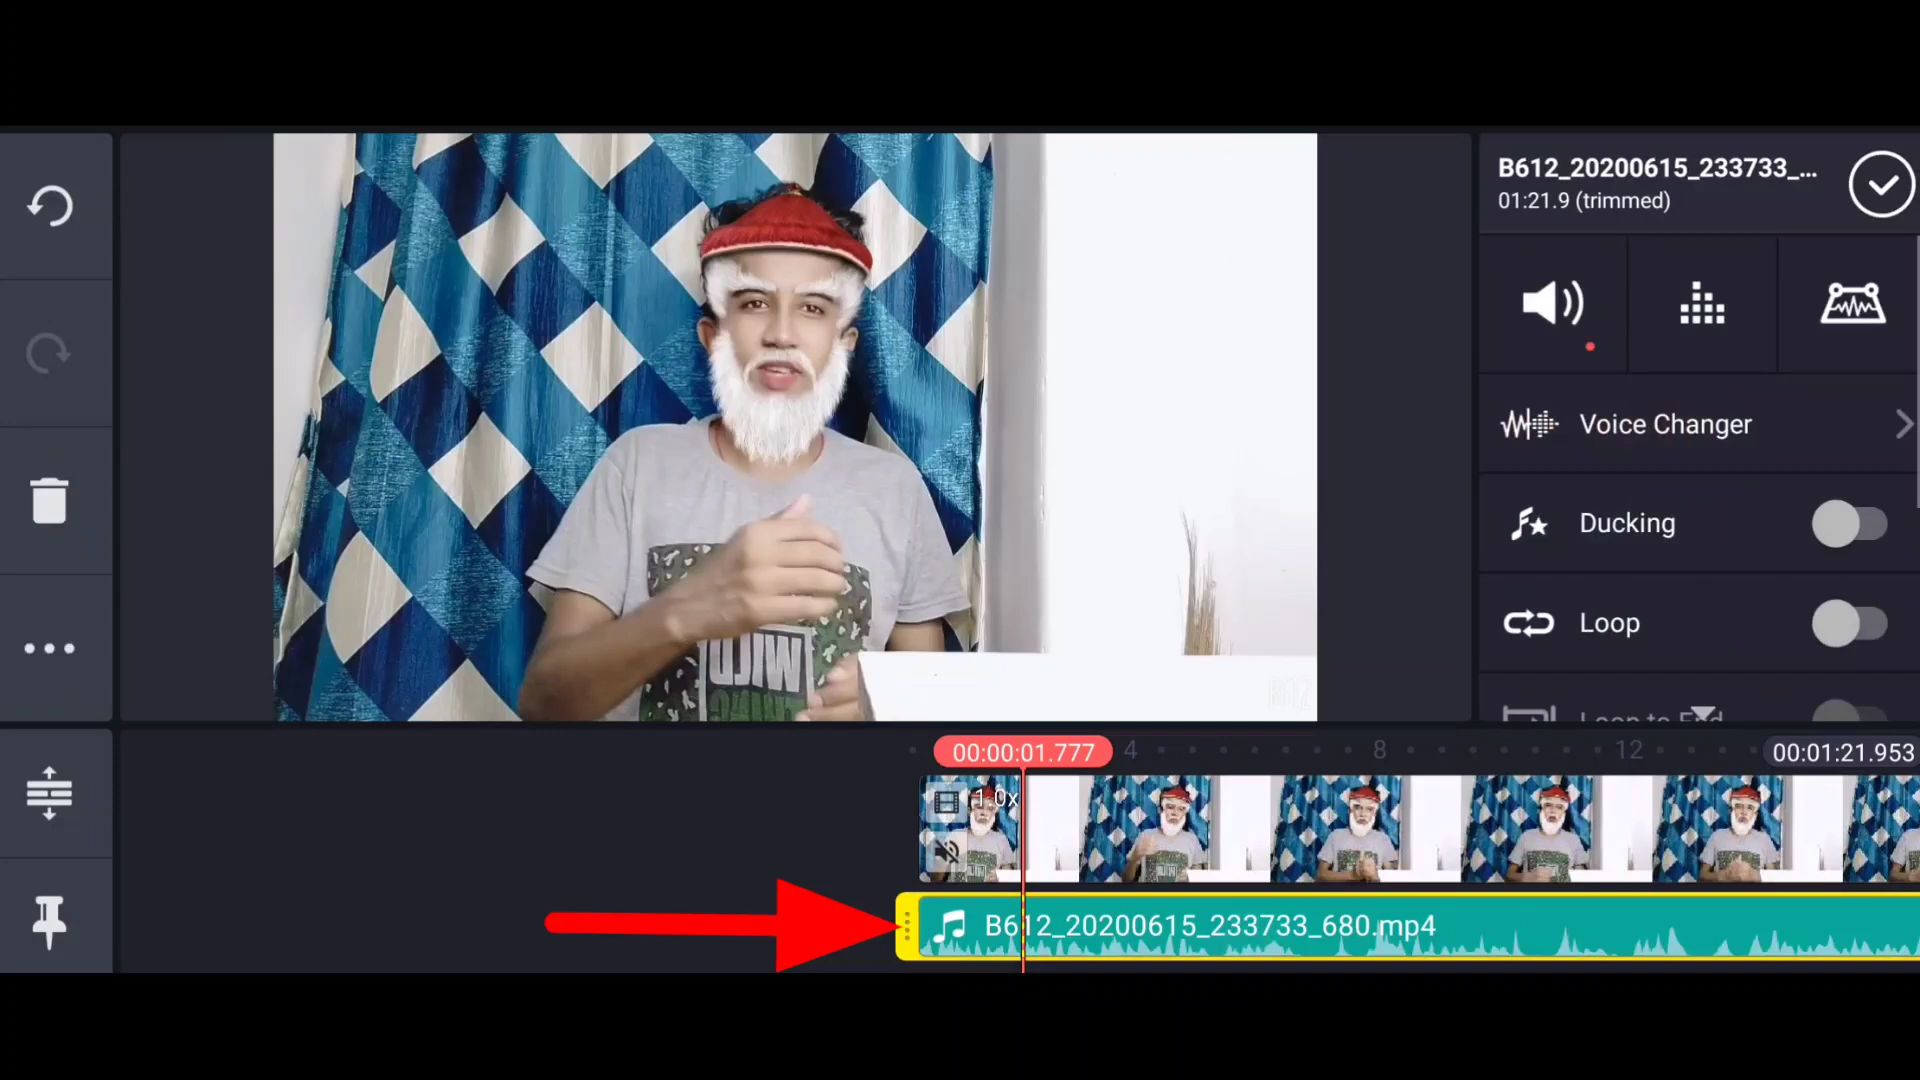 B612_20200615_233733_...
01:21.9 (trimmed)
Voice Changer
Ducking
Loop
Loop to End
B612
00:00:01.777
4
8
12
00:01:21.953
1.0x
B612_20200615_233733_680.mp4